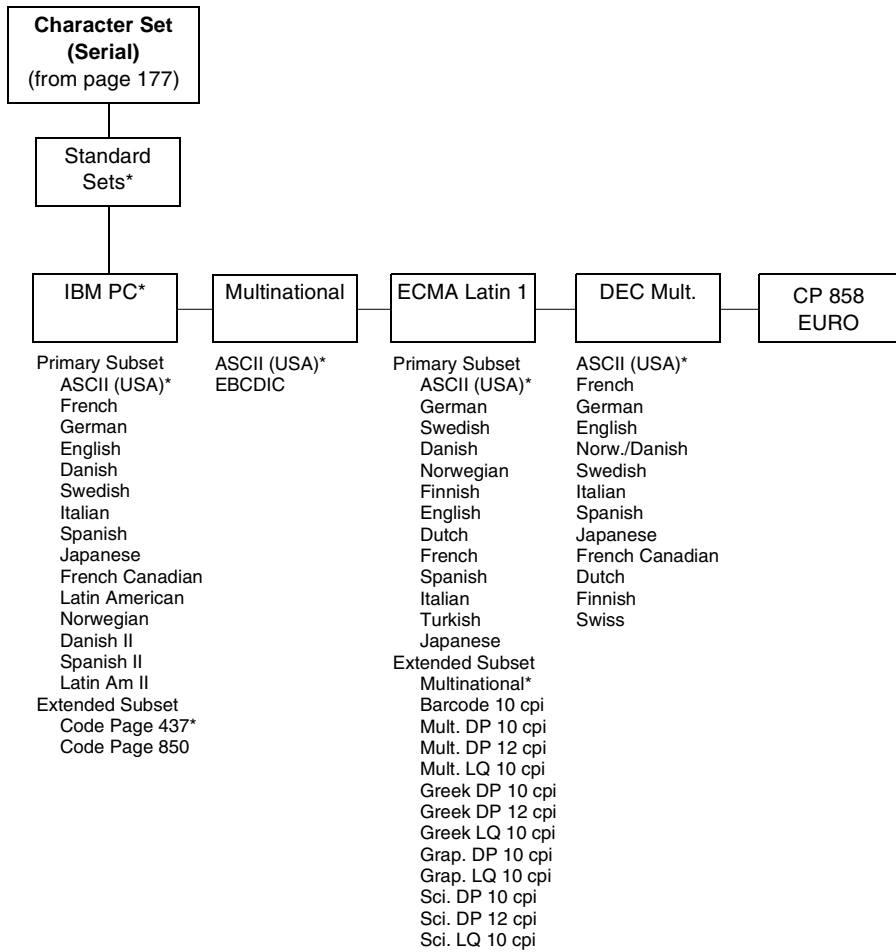 Character Set
(Serial)
(from page 177)
Standard
Sets*
IBM PC*
Multinational
ECMA Latin 1
DEC Mult.
CP 858
EURO
Primary Subset
ASCII (USA)*
French
German
English
Danish
Swedish
Italian
Spanish
Japanese
French Canadian
Latin American
Norwegian
Danish II
Spanish II
Latin Am II
Extended Subset
Code Page 437*
Code Page 850
ASCII (USA)*
EBCDIC
Primary Subset
ASCII (USA)*
German
Swedish
Danish
Norwegian
Finnish
English
Dutch
French
Spanish
Italian
Turkish
Japanese
Extended Subset
Multinational*
Barcode 10 cpi
Mult. DP 10 cpi
Mult. DP 12 cpi
Mult. LQ 10 cpi
Greek DP 10 cpi
Greek DP 12 cpi
Greek LQ 10 cpi
Grap. DP 10 cpi
Grap. LQ 10 cpi
Sci. DP 10 cpi
Sci. DP 12 cpi
Sci. LQ 10 cpi
ASCII (USA)*
French
German
English
Norw./Danish
Swedish
Italian
Spanish
Japanese
French Canadian
Dutch
Finnish
Swiss